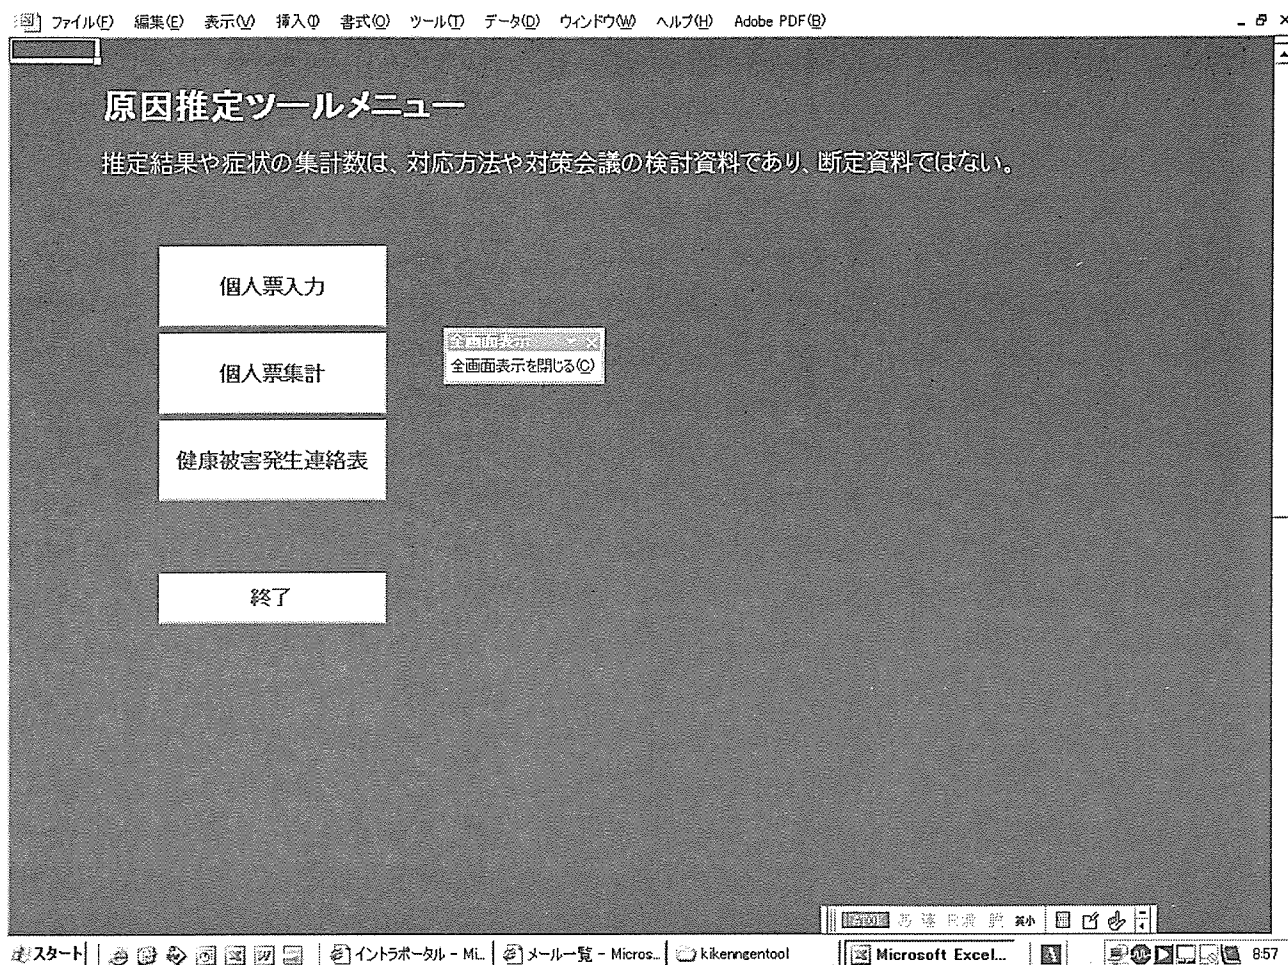 ファイル(F) 編集(E) 表示(V) 挿入(I) 書式(O) ツール(T) データ(D) ウィンドウ(W) ヘルプ(H) Adobe PDF(B)
原因推定ツールメニュー
推定結果や症状の集計数は、対応方法や対策会議の検討資料であり、断定資料ではない。
個人票入力
全画面表示
全画面表示を閉じる(C)
個人票集計
健康被害発生連絡表
終了
英小
スタート イントラポータル - Mi... メール一覧 - Micros... kikenngentool Microsoft Excel... A 8:57